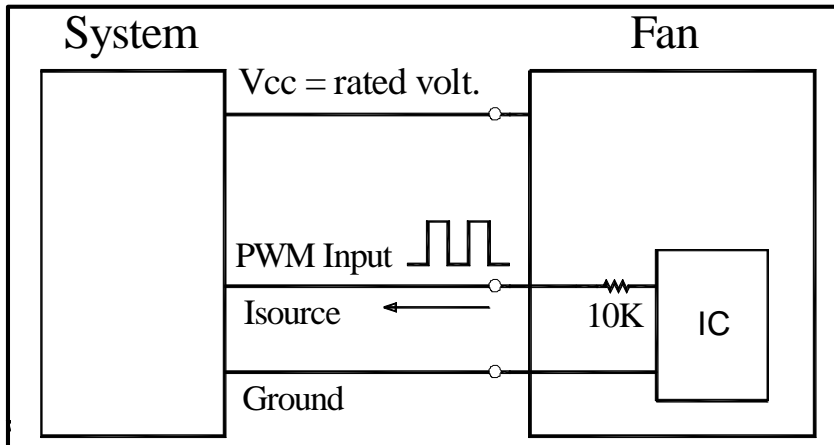 System
Fan
Vcc = rated volt.
PWM Input
Isource
10K
IC
Ground